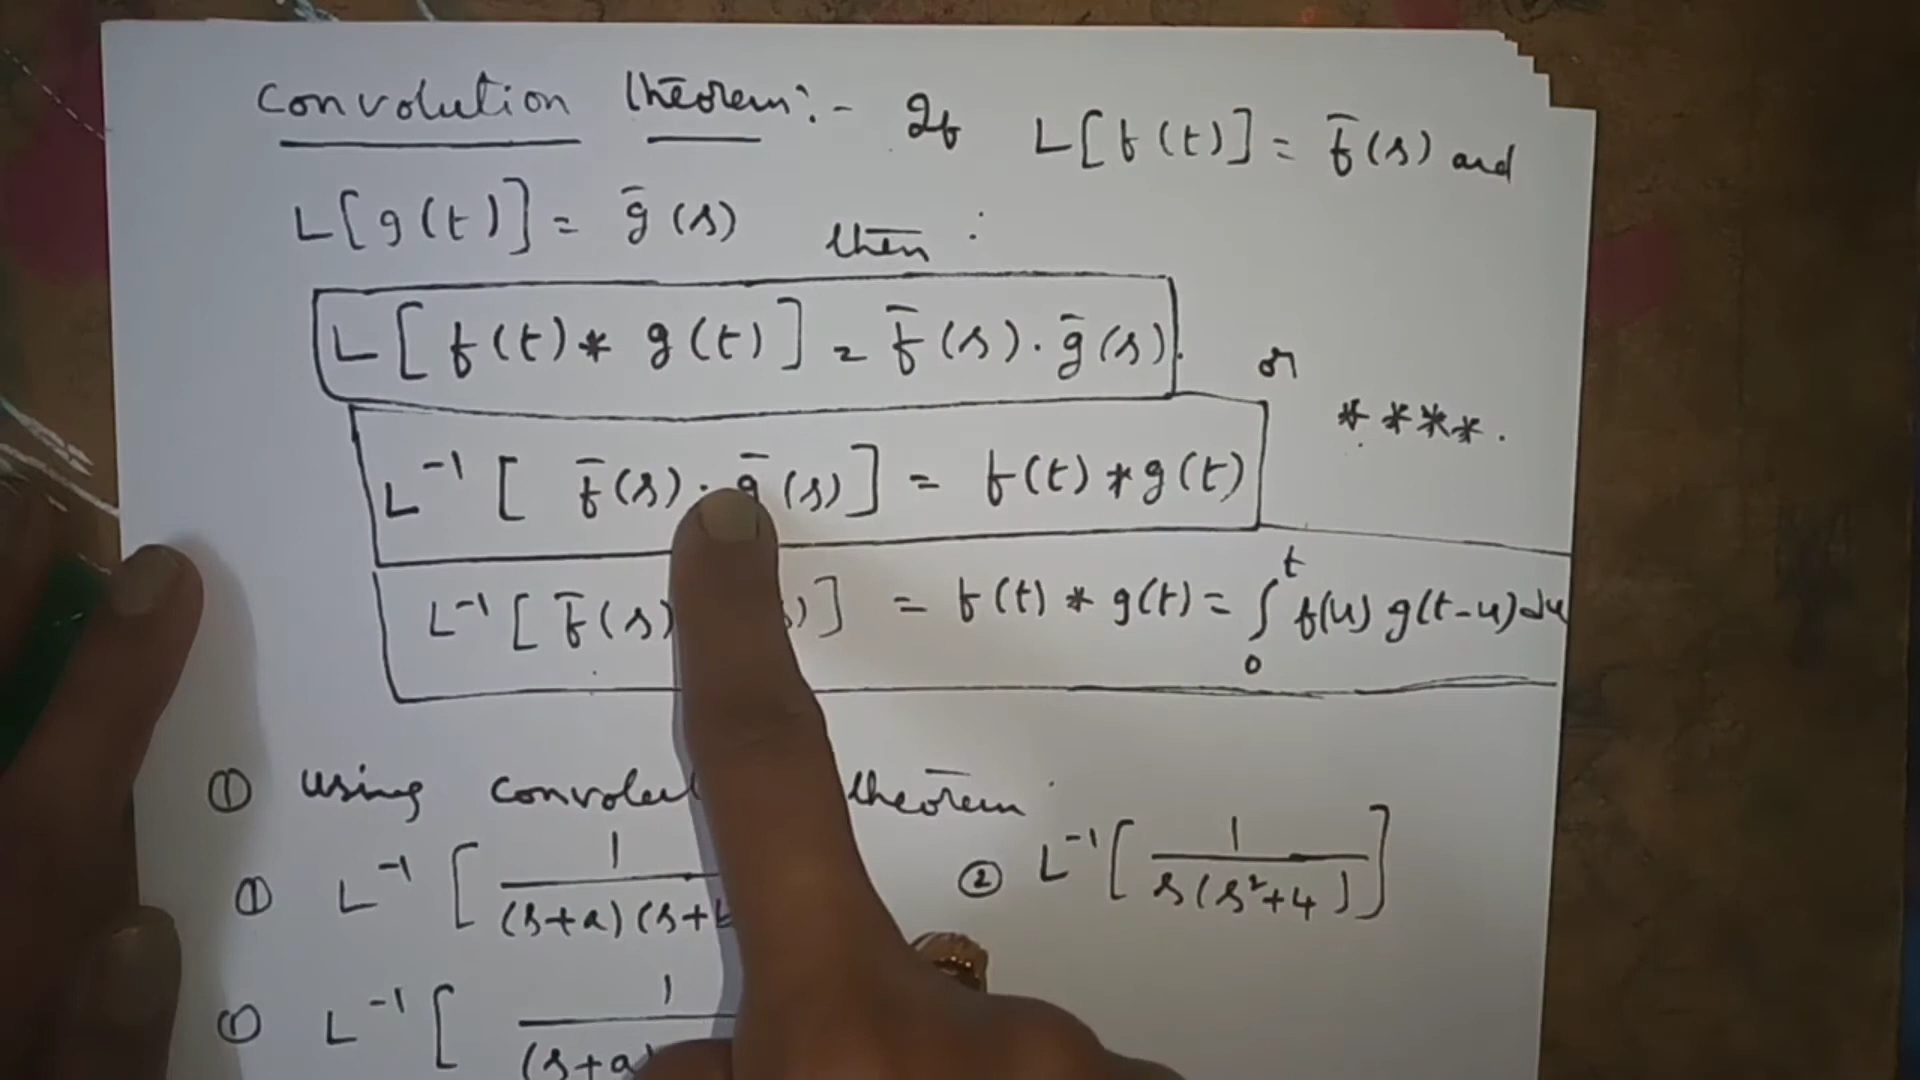 Convolution theorem:- If L[f(t)] = f̄(s) and
L[g(t)] = ḡ(s) then :
L[f(t) * g(t)] = f̄(s). ḡ(s). or
****.
L⁻¹[ f̄(s). ḡ(s)] = f(t) * g(t)
L⁻¹[ f̄(s) )] = f(t) * g(t) = ∫₀ᵗ f(u) g(t-u) du
① using theorem
① L⁻¹[ 1 / (s+a)(s+ ② L⁻¹[ 1 / s(s²+4) ]
① L⁻¹[ 1 / (s+a)